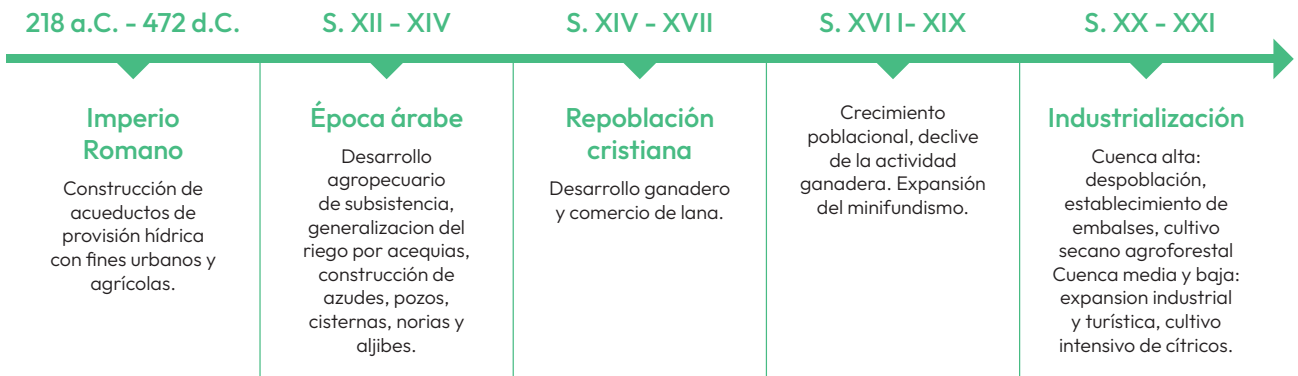 218 a.C. - 472 d.C.
S. XII - XIV
S. XIV - XVII
S. XVI I- XIX
S. XX - XXI
Imperio
Romano
Construcción de
acueductos de
provisión hídrica
con fines urbanos y
agrícolas.
Época árabe
Desarrollo
agropecuario
de subsistencia,
generalizacion del
riego por acequias,
construcción de
azudes, pozos,
cisternas, norias y
aljibes.
Repoblación
cristiana
Desarrollo ganadero
y comercio de lana.
Crecimiento
poblacional, declive
de la actividad
ganadera. Expansión
del minifundismo.
Industrialización
Cuenca alta:
despoblación,
establecimiento de
embalses, cultivo
secano agroforestal
Cuenca media y baja:
expansion industrial
y turística, cultivo
intensivo de cítricos.